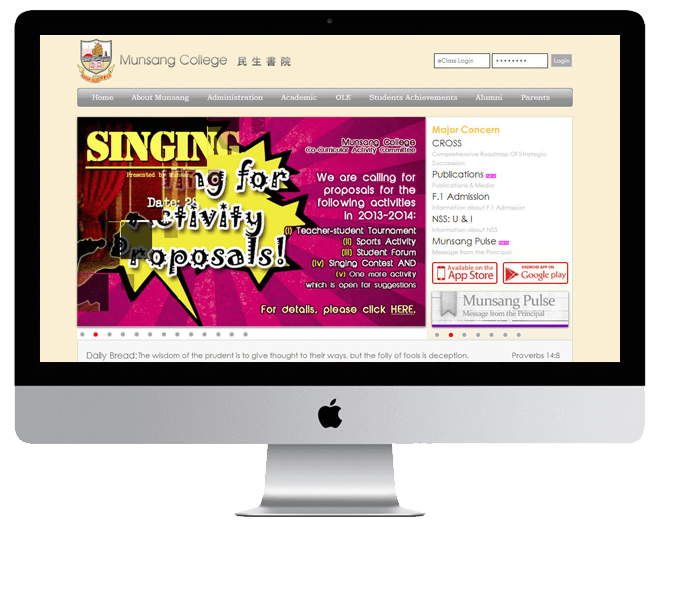 Munsang College 民生書院
eClass Login
Login
Home About Munsang Administration Academic OLE Students Achievements Alumni Parents
SINGING
Presented by
Date: 28
ng for
Activity
Proposals!
Munsang College
Co-Curricular Activity Committee
We are calling for
proposals for the
following activities
in 2013-2014:
(i) Teacher-student Tournament
(ii) Sports Activity
(iii) Student Forum
(iv) Singing Contest AND
(v) One more activity
which is open for suggestions
For details, please click HERE.
Major Concern
CROSS
Comprehensive Roadmap Of Strategic
Succession
Publications NEW
Publications & Media
F.1 Admission
Information about F.1 Admission
NSS: U & I
Information about NSS
Munsang Pulse NEW
Message from the Principal
Available on the
App Store
ANDROID APP ON
Google play
Munsang Pulse
Message from the Principal
Daily Bread: The wisdom of the prudent is to give thought to their ways, but the folly of fools is deception. Proverbs 14:8